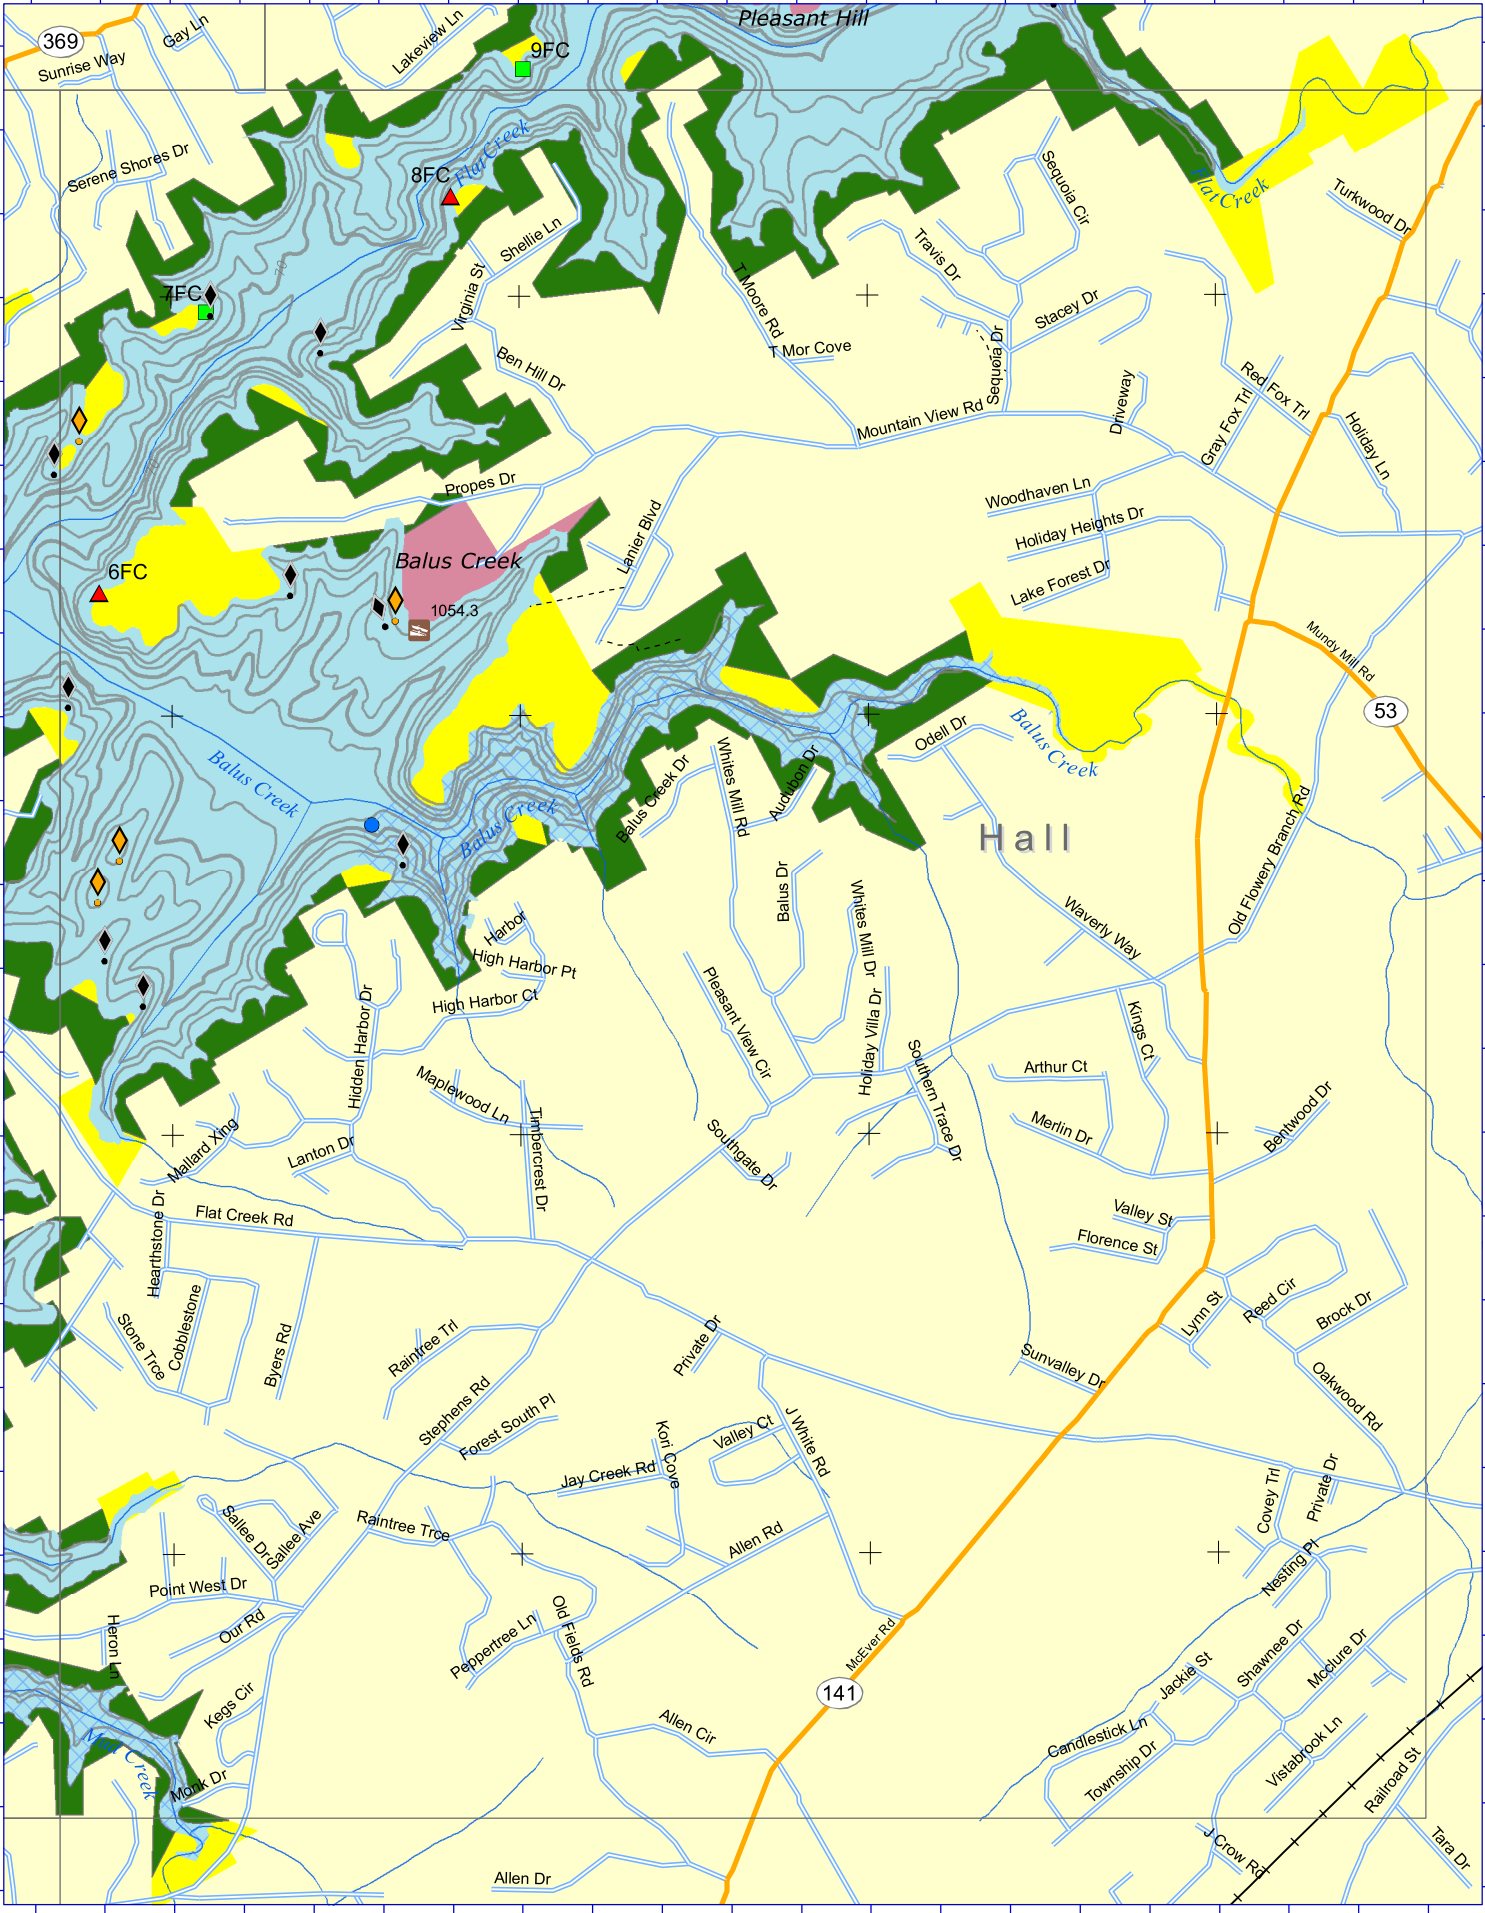 Pleasant Hill
369
Gay Ln
Lakeview Ln
Sunrise Way
9FC
Serene Shores Dr
8FC
Flat Creek
Flat Creek
Turkwood Dr
Sequoia Cir
Travis Dr
Shellie Ln
Virginia St
7FC
70
T Moore Rd
Stacey Dr
T Mor Cove
Sequoia Dr
Ben Hill Dr
Driveway
Red Fox Trl
Gray Fox Trl
Holiday Ln
Mountain View Rd
Propes Dr
Woodhaven Ln
Holiday Heights Dr
Lanier Blvd
Lake Forest Dr
Balus Creek
6FC
1054.3
Mundy Mill Rd
53
Balus Creek
Odell Dr
Balus Creek
Balus Creek
Balus Creek Dr
Whites Mill Rd
Audubon Dr
Hall
Old Flowery Branch Rd
Balus Dr
Whites Mill Dr
Waverly Way
Harbor
High Harbor Pt
High Harbor Ct
Hidden Harbor Dr
Pleasant View Cir
Holiday Villa Dr
Kings Ct
Southern Trace Dr
Arthur Ct
Maplewood Ln
Timbercrest Dr
Merlin Dr
Bentwood Dr
Mallard Xing
Lanton Dr
Southgate Dr
Flat Creek Rd
Hearthstone Dr
Valley St
Florence St
Stone Trce
Cobblestone
Byers Rd
Raintree Trl
Private Dr
Lynn St
Reed Cir
Brock Dr
Sunvalley Dr
Oakwood Rd
Stephens Rd
Forest South Pl
Kori Cove
Valley Ct
J White Rd
Jay Creek Rd
Covey Trl
Private Dr
Sallee Dr
Sallee Ave
Raintree Trce
Allen Rd
Nesting Pl
Point West Dr
Our Rd
Heron Ln
Peppertree Ln
Old Fields Rd
McEver Rd
141
Jackie St
Shawnee Dr
Mcclure Dr
Kegs Cir
Allen Cir
Candlestick Ln
Township Dr
Vistabrook Ln
Railroad St
Mud Creek
Monk Dr
J Crow Rd
Tara Dr
Allen Dr